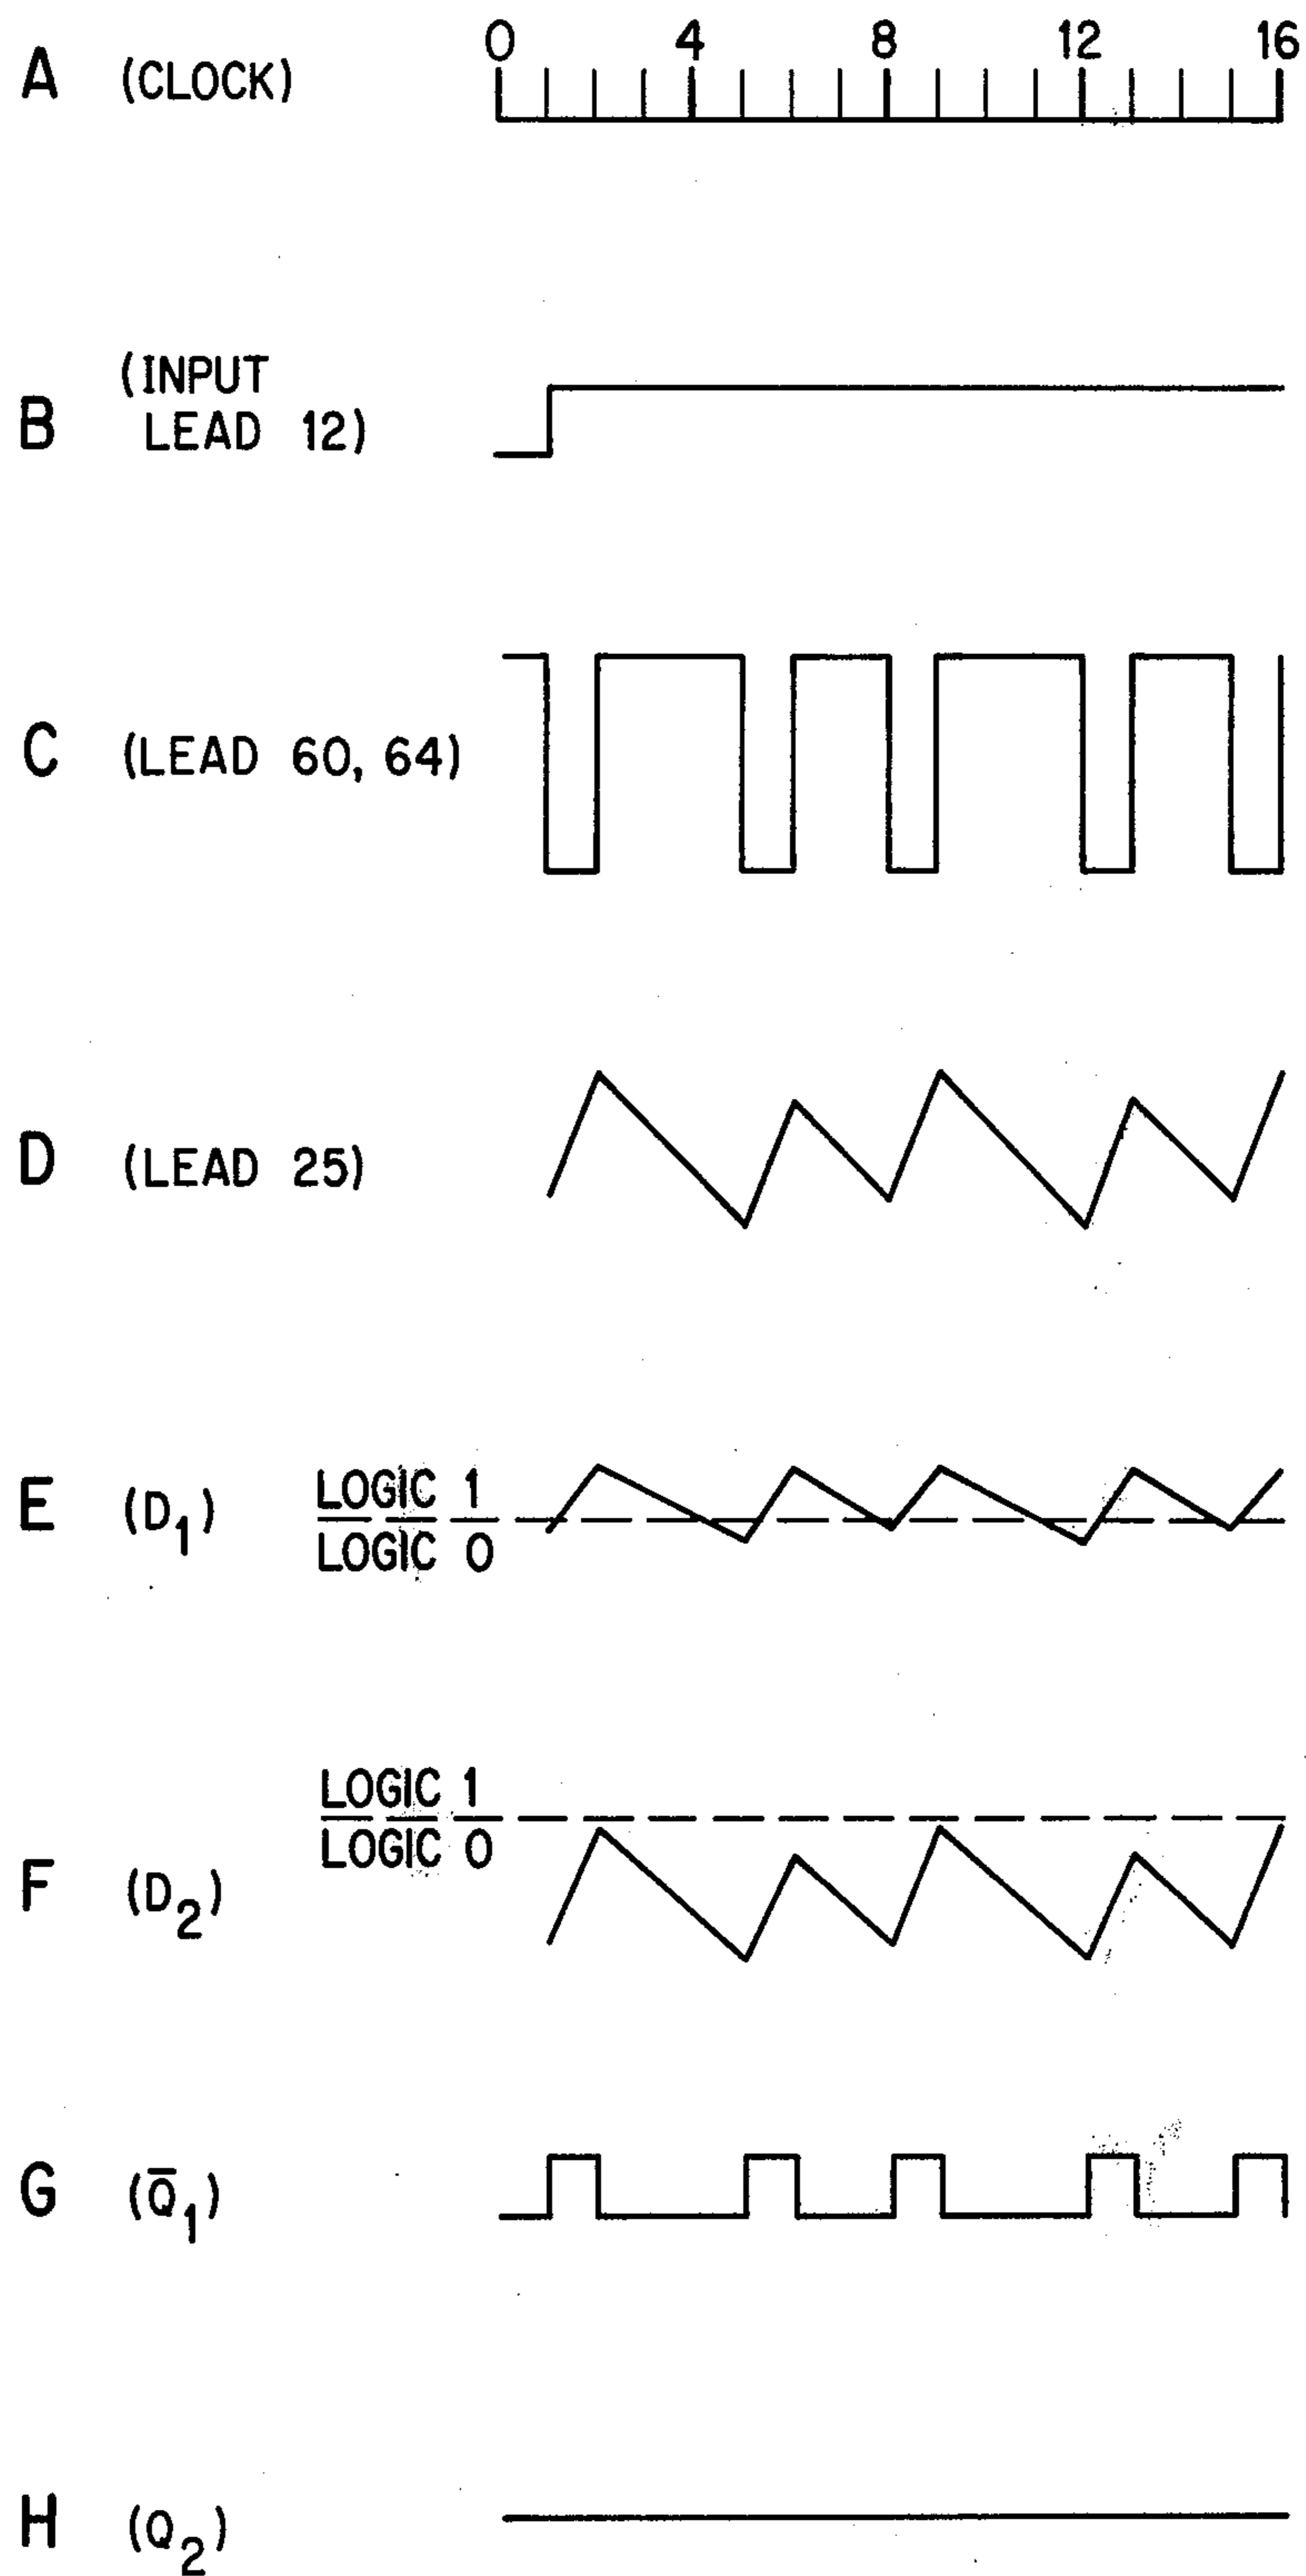 0 4 8 12 16
A (CLOCK)
(INPUT
B LEAD 12)
C (LEAD 60, 64)
D (LEAD 25)
LOGIC 1
E (D₁)
LOGIC 0
LOGIC 1
LOGIC 0
F (D₂)
G (Q̅₁)
H (Q₂)